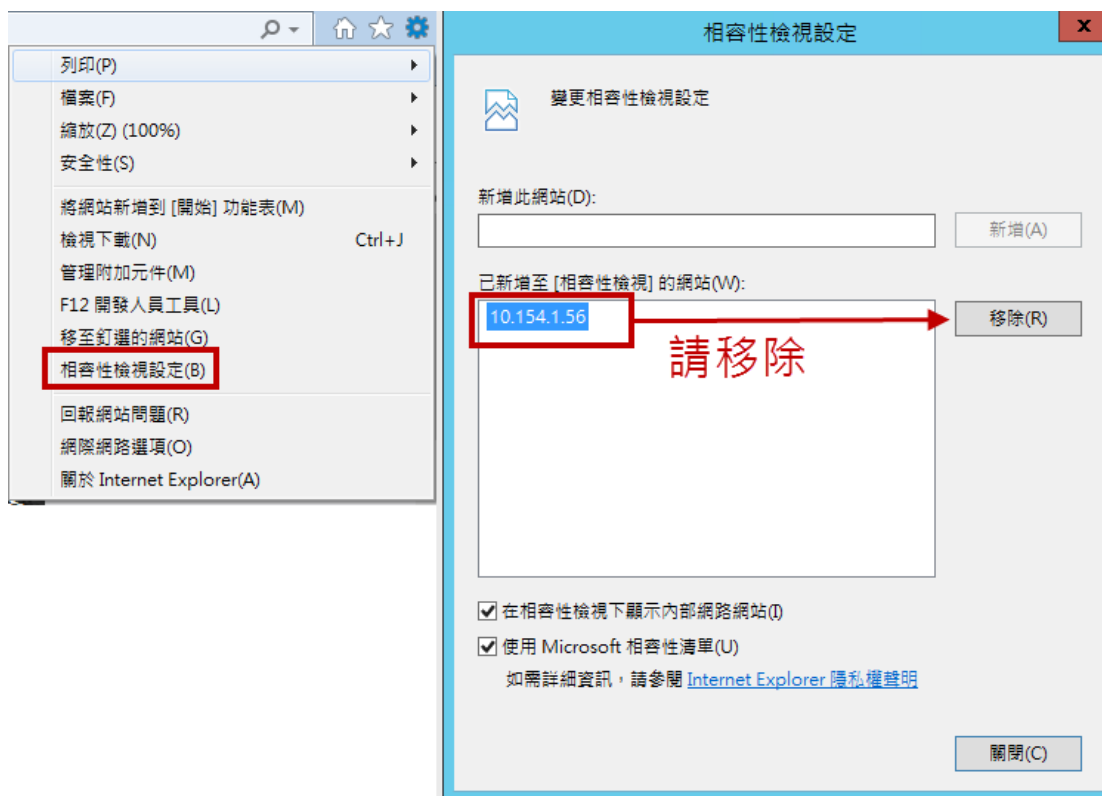 列印(P)
檔案(F)
縮放(Z) (100%)
安全性(S)
將網站新增到 [開始] 功能表(M)
檢視下載(N) Ctrl+J
管理附加元件(M)
F12 開發人員工具(L)
移至釘選的網站(G)
相容性檢視設定(B)
回報網站問題(R)
網際網路選項(O)
關於 Internet Explorer(A)
相容性檢視設定
x
變更相容性檢視設定
新增此網站(D):
新增(A)
已新增至 [相容性檢視] 的網站(W):
10.154.1.56
移除(R)
請移除
在相容性檢視下顯示內部網路網站(I)
使用 Microsoft 相容性清單(U)
如需詳細資訊，請參閱 Internet Explorer 隱私權聲明
關閉(C)